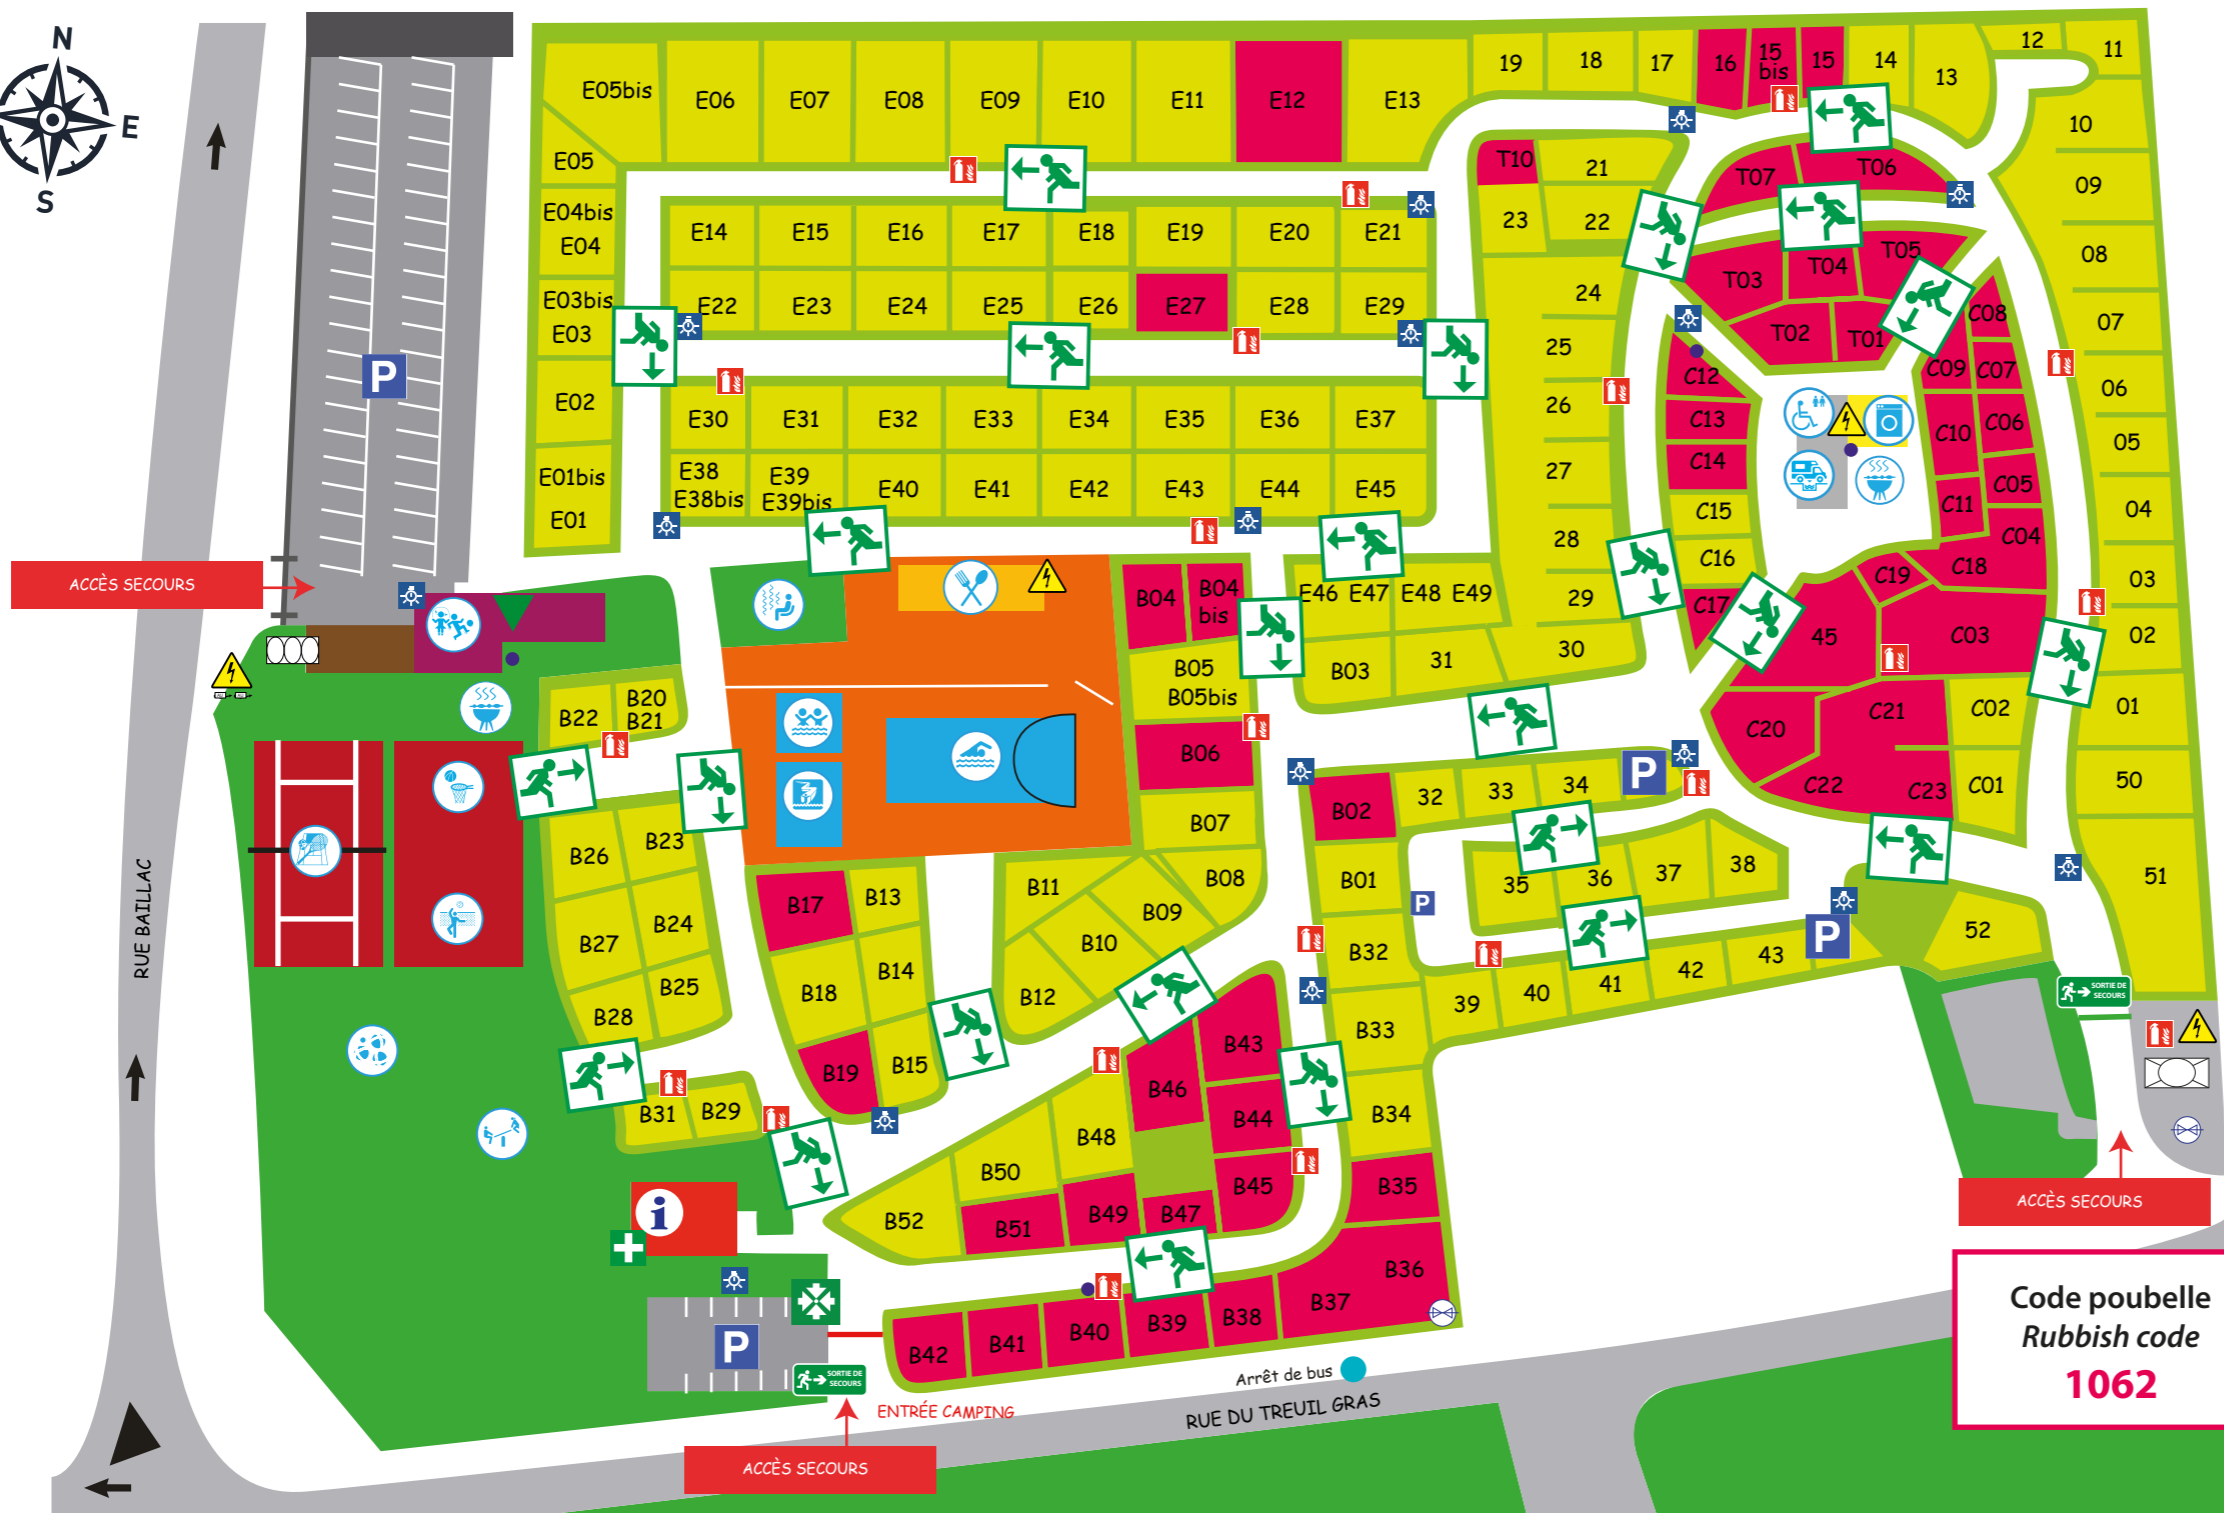 N
E
S
E05bis
E06
E07
E08
E09
E10
E11
E12
E13
19
18
17
16
15
bis
15
14
13
12
11
E05
T10
21
T07
T06
10
09
E04bis
E04
E14
E15
E16
E17
E18
E19
E20
E21
23
22
T03
T04
T05
08
E03bis
E03
E22
E23
E24
E25
E26
E27
E28
E29
24
T02
T01
C08
07
P
25
C12
C09
C07
06
E02
E30
E31
E32
E33
E34
E35
E36
E37
26
C13
C10
C06
05
E01bis
E01
E38
E38bis
E39
E39bis
E40
E41
E42
E43
E44
E45
27
C14
C05
C15
C11
04
28
C16
C04
ACCÈS SECOURS
B04
B04
bis
E46
E47
E48
E49
29
C17
C19
C18
03
45
C03
02
B05
B05bis
B03
31
30
B22
B20
B21
C20
C21
C02
01
B06
B02
32
33
34
P
C22
C23
C01
50
B07
B26
B23
B17
B13
B11
B09
B08
B01
P
35
36
37
38
51
RUE BAILLAC
B27
B24
B18
B14
B10
B12
B32
P
52
B28
B25
39
40
41
42
43
SORTIE DE
SECOURS
B19
B15
B46
B43
B33
B31
B29
B48
B44
B34
B50
B52
B51
B49
B47
B45
B35
i
ACCÈS SECOURS
B36
B37
P
B42
B41
B40
B39
B38
SORTIE DE
SECOURS
Arrêt de bus
ENTRÉE CAMPING
RUE DU TREUIL GRAS
ACCÈS SECOURS
Code poubelle
Rubbish code
1062